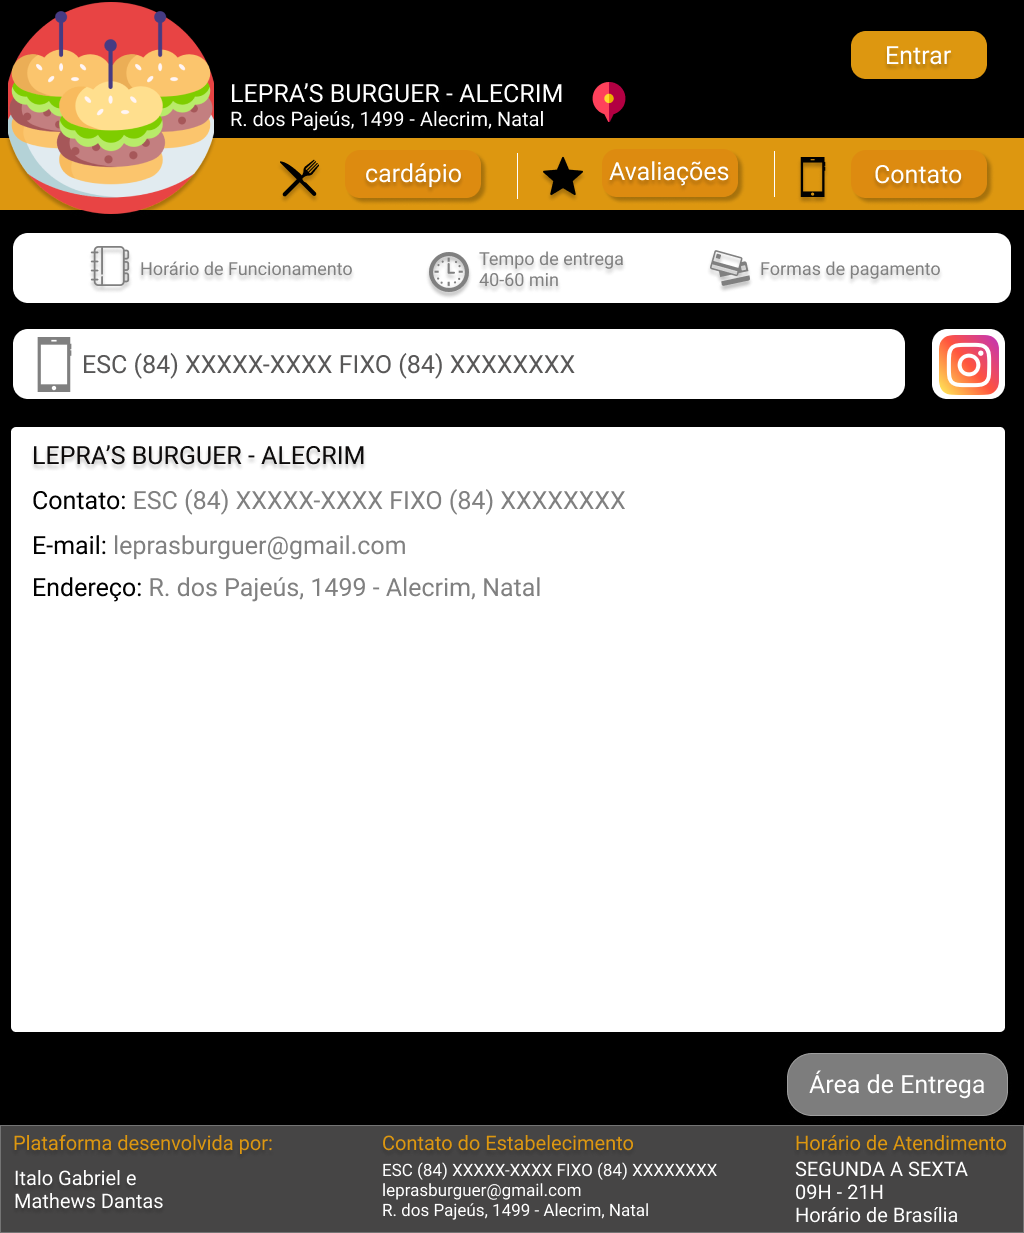 Entrar
LEPRA’S BURGUER - ALECRIM
R. dos Pajeús, 1499 - Alecrim, Natal
cardápio
Avaliações
Contato
Horário de Funcionamento
Tempo de entrega
40-60 min
Formas de pagamento
ESC (84) XXXXX-XXXX FIXO (84) XXXXXXXX
LEPRA’S BURGUER - ALECRIM
Contato: ESC (84) XXXXX-XXXX FIXO (84) XXXXXXXX
E-mail: leprasburguer@gmail.com
Endereço: R. dos Pajeús, 1499 - Alecrim, Natal
Área de Entrega
Plataforma desenvolvida por:
Italo Gabriel e
Mathews Dantas
Contato do Estabelecimento
ESC (84) XXXXX-XXXX FIXO (84) XXXXXXXX
leprasburguer@gmail.com
R. dos Pajeús, 1499 - Alecrim, Natal
Horário de Atendimento
SEGUNDA A SEXTA
09H - 21H
Horário de Brasília